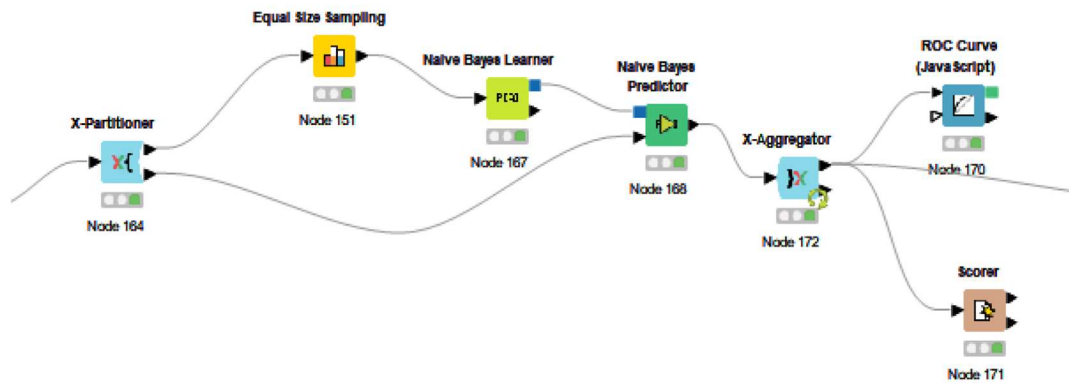 Equal Size Sampling
Node 151
Naive Bayes Learner
Node 167
Naive Bayes
Predictor
Node 168
X-Partitioner
Node 164
X-Aggregator
Node 172
ROC Curve
(JavaScript)
Node 170
Scorer
Node 171